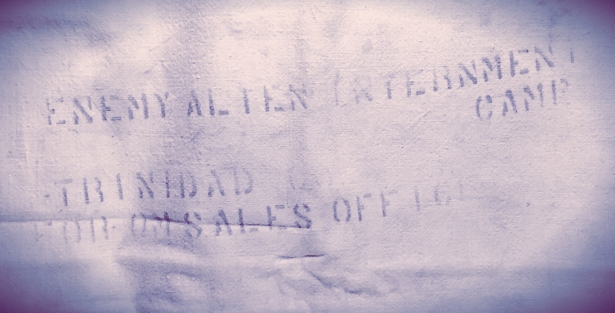 ENEMY ALIEN INTERNMENT
CAMP
TRINIDAD
SALES OFFICE